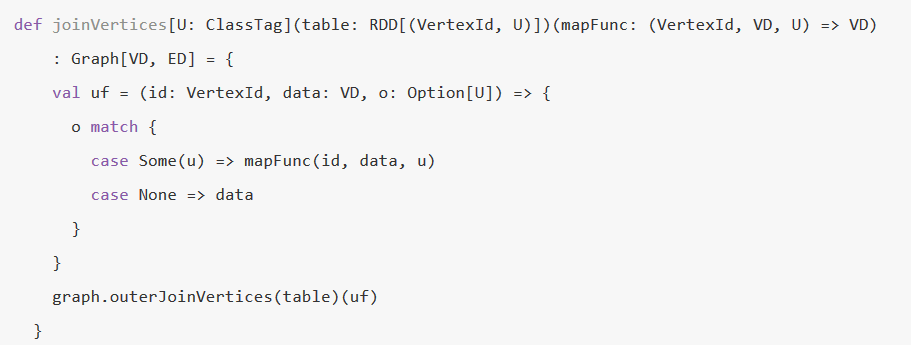 def joinVertices[U: ClassTag](table: RDD[(VertexId, U)])(mapFunc: (VertexId, VD, U) => VD)
    : Graph[VD, ED] = {
    val uf = (id: VertexId, data: VD, o: Option[U]) => {
      o match {
        case Some(u) => mapFunc(id, data, u)
        case None => data
      }
    }
    graph.outerJoinVertices(table)(uf)
  }